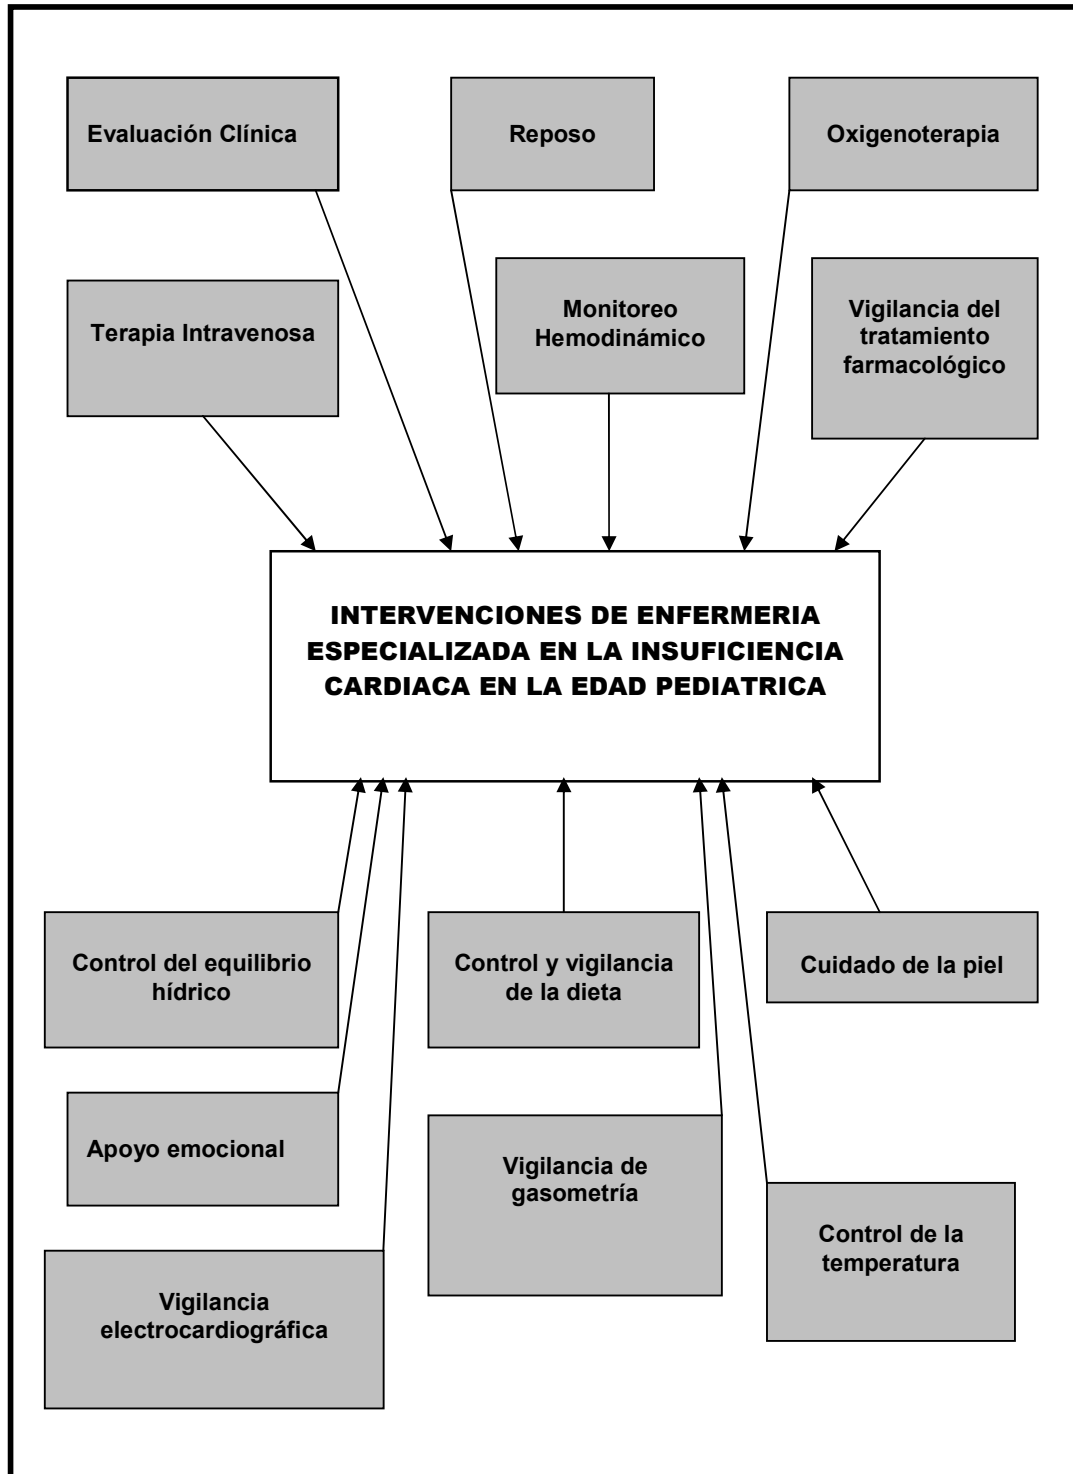 Evaluación Clínica
Reposo
Oxigenoterapia
Terapia Intravenosa
Monitoreo
Hemodinámico
Vigilancia del
tratamiento
farmacológico
INTERVENCIONES DE ENFERMERIA
ESPECIALIZADA EN LA INSUFICIENCIA
CARDIACA EN LA EDAD PEDIATRICA
Control del equilibrio
hídrico
Control y vigilancia
de la dieta
Cuidado de la piel
Apoyo emocional
Vigilancia de
gasometría
Control de la
temperatura
Vigilancia
electrocardiográfica